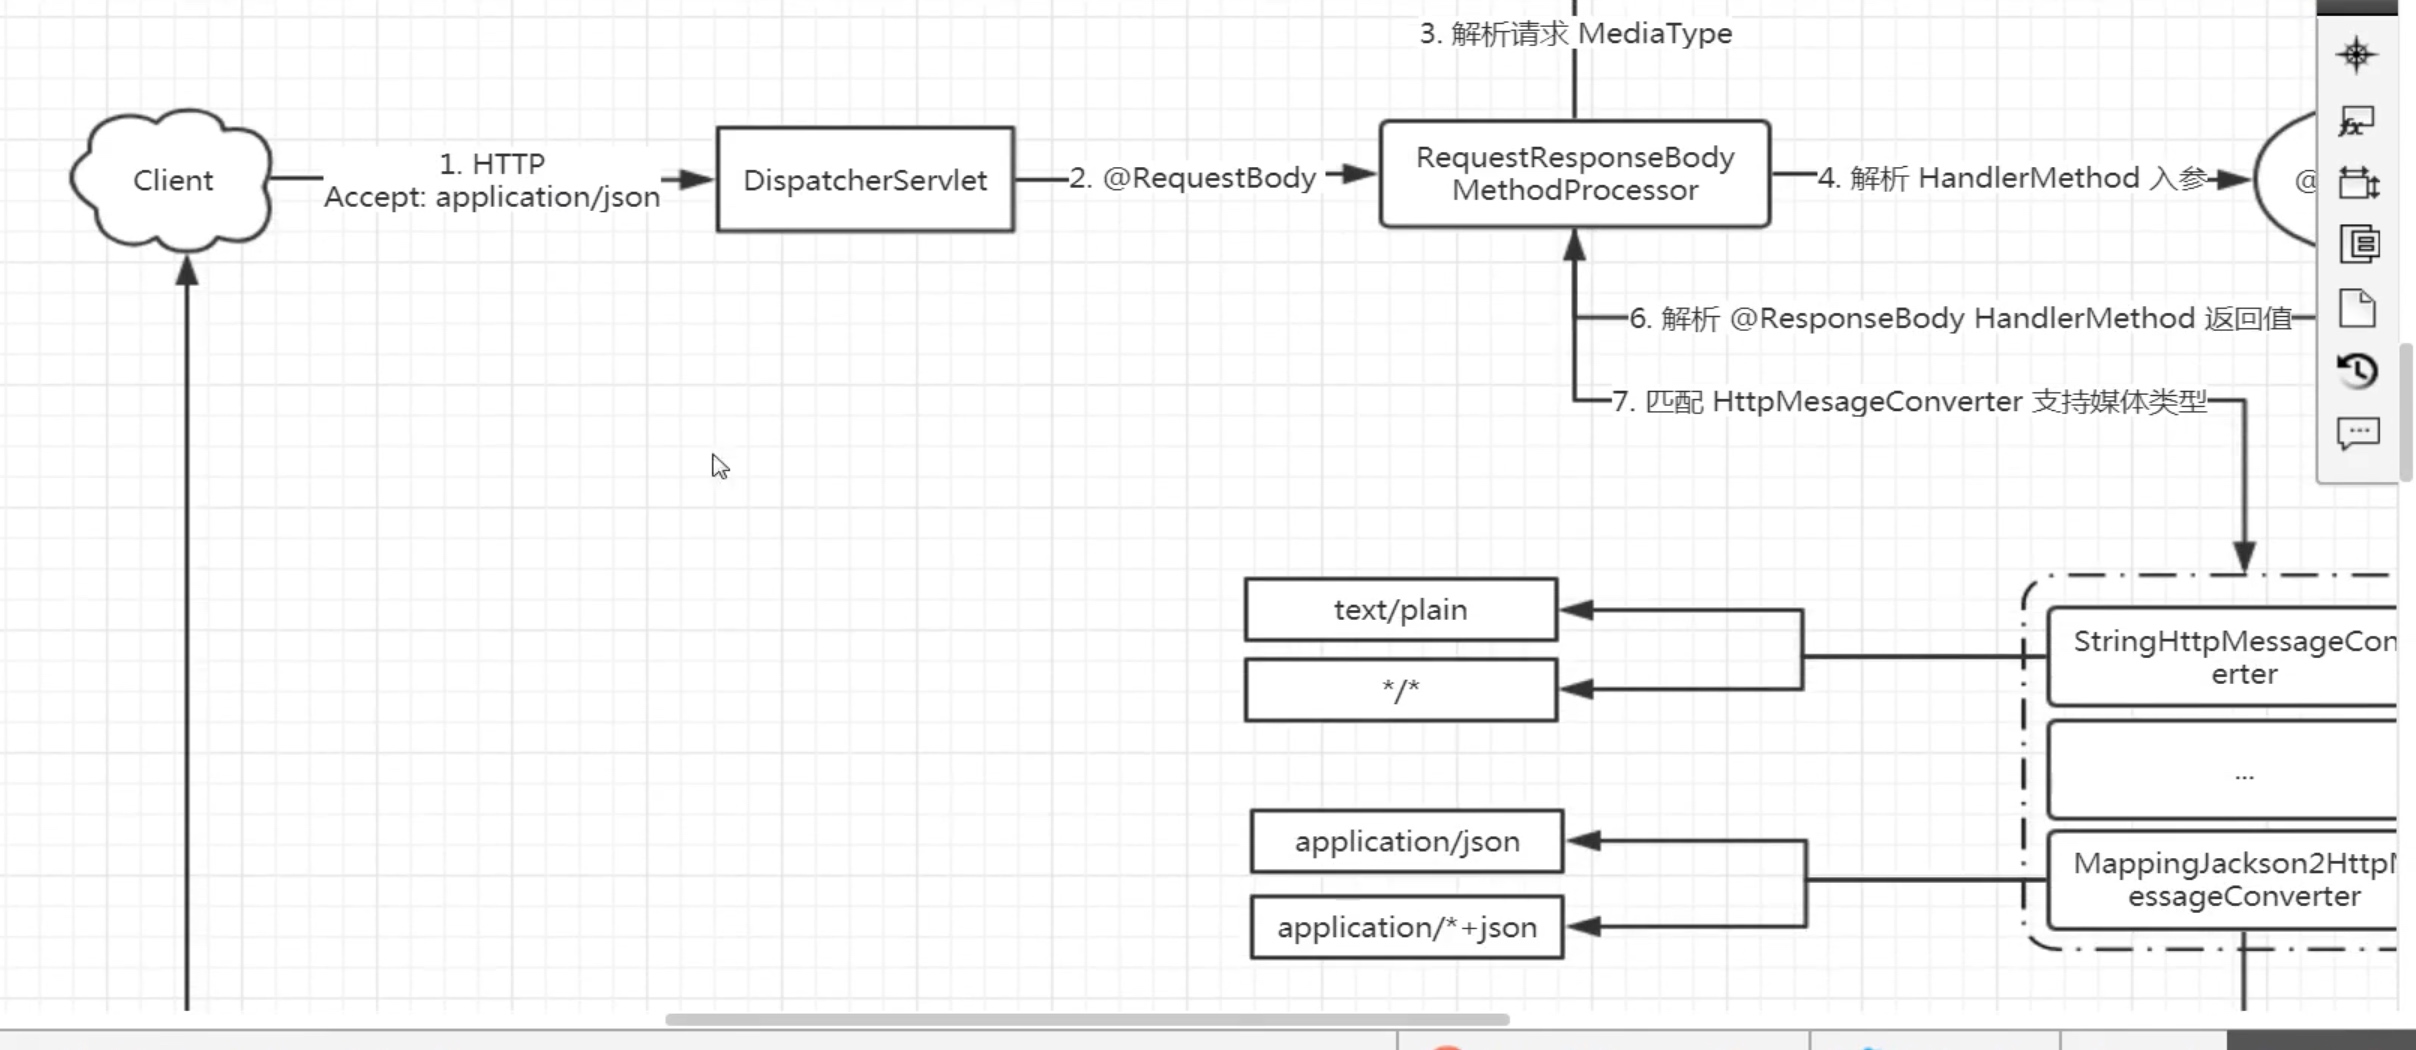 3. 解析请求 MediaType
Client
1. HTTP
Accept: application/json
DispatcherServlet
2. @RequestBody
RequestResponseBody
MethodProcessor
4. 解析 HandlerMethod 入参
@
6. 解析 @ResponseBody HandlerMethod 返回值
7. 匹配 HttpMesageConverter 支持媒体类型
text/plain
*/*
StringHttpMessageCon
erter
...
application/json
application/*+json
MappingJackson2Http
essageConverter